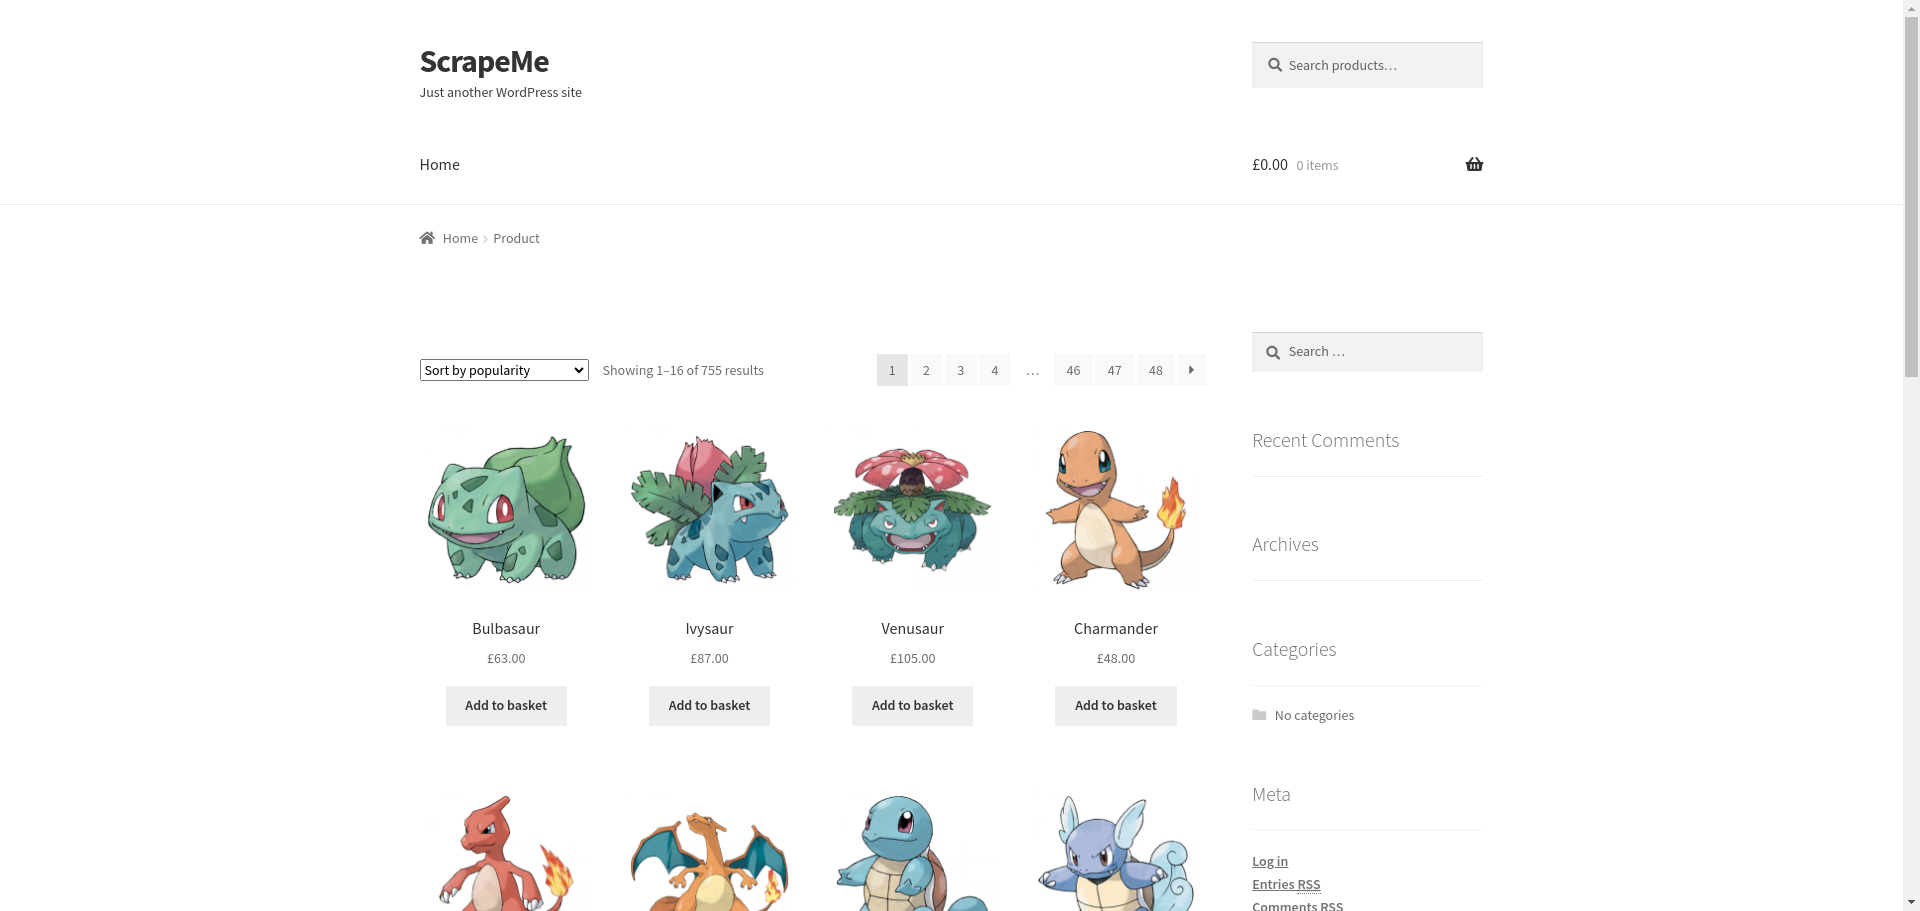 ScrapeMe
Just another WordPress site
Search products…
Home
£0.00 0 items
Home Product
Sort by popularity Showing 1–16 of 755 results 1 2 3 4 … 46 47 48
Search …
Recent Comments
Archives
Bulbasaur Ivysaur Venusaur Charmander
£63.00 £87.00 £105.00 £48.00
Add to basket Add to basket Add to basket Add to basket
Categories
No categories
Meta
Log in
Entries RSS
Comments RSS